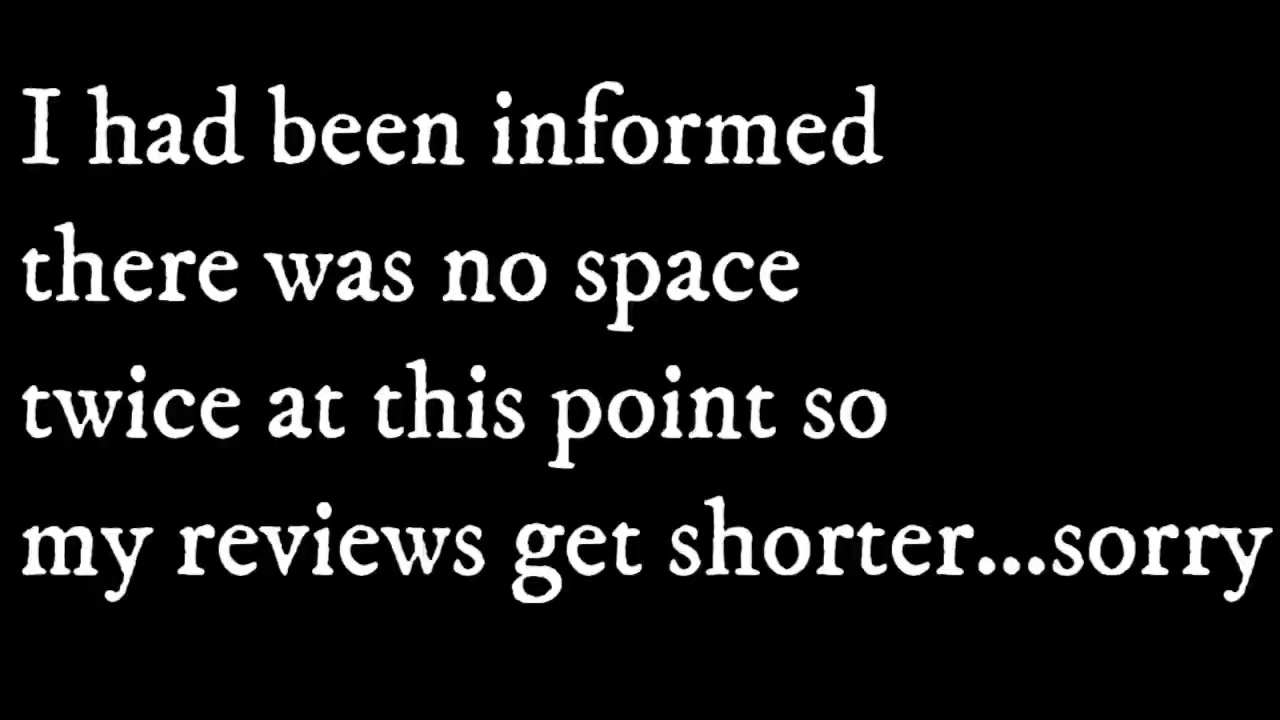 I had been informed
there was no space
twice at this point so
my reviews get shorter...sorry